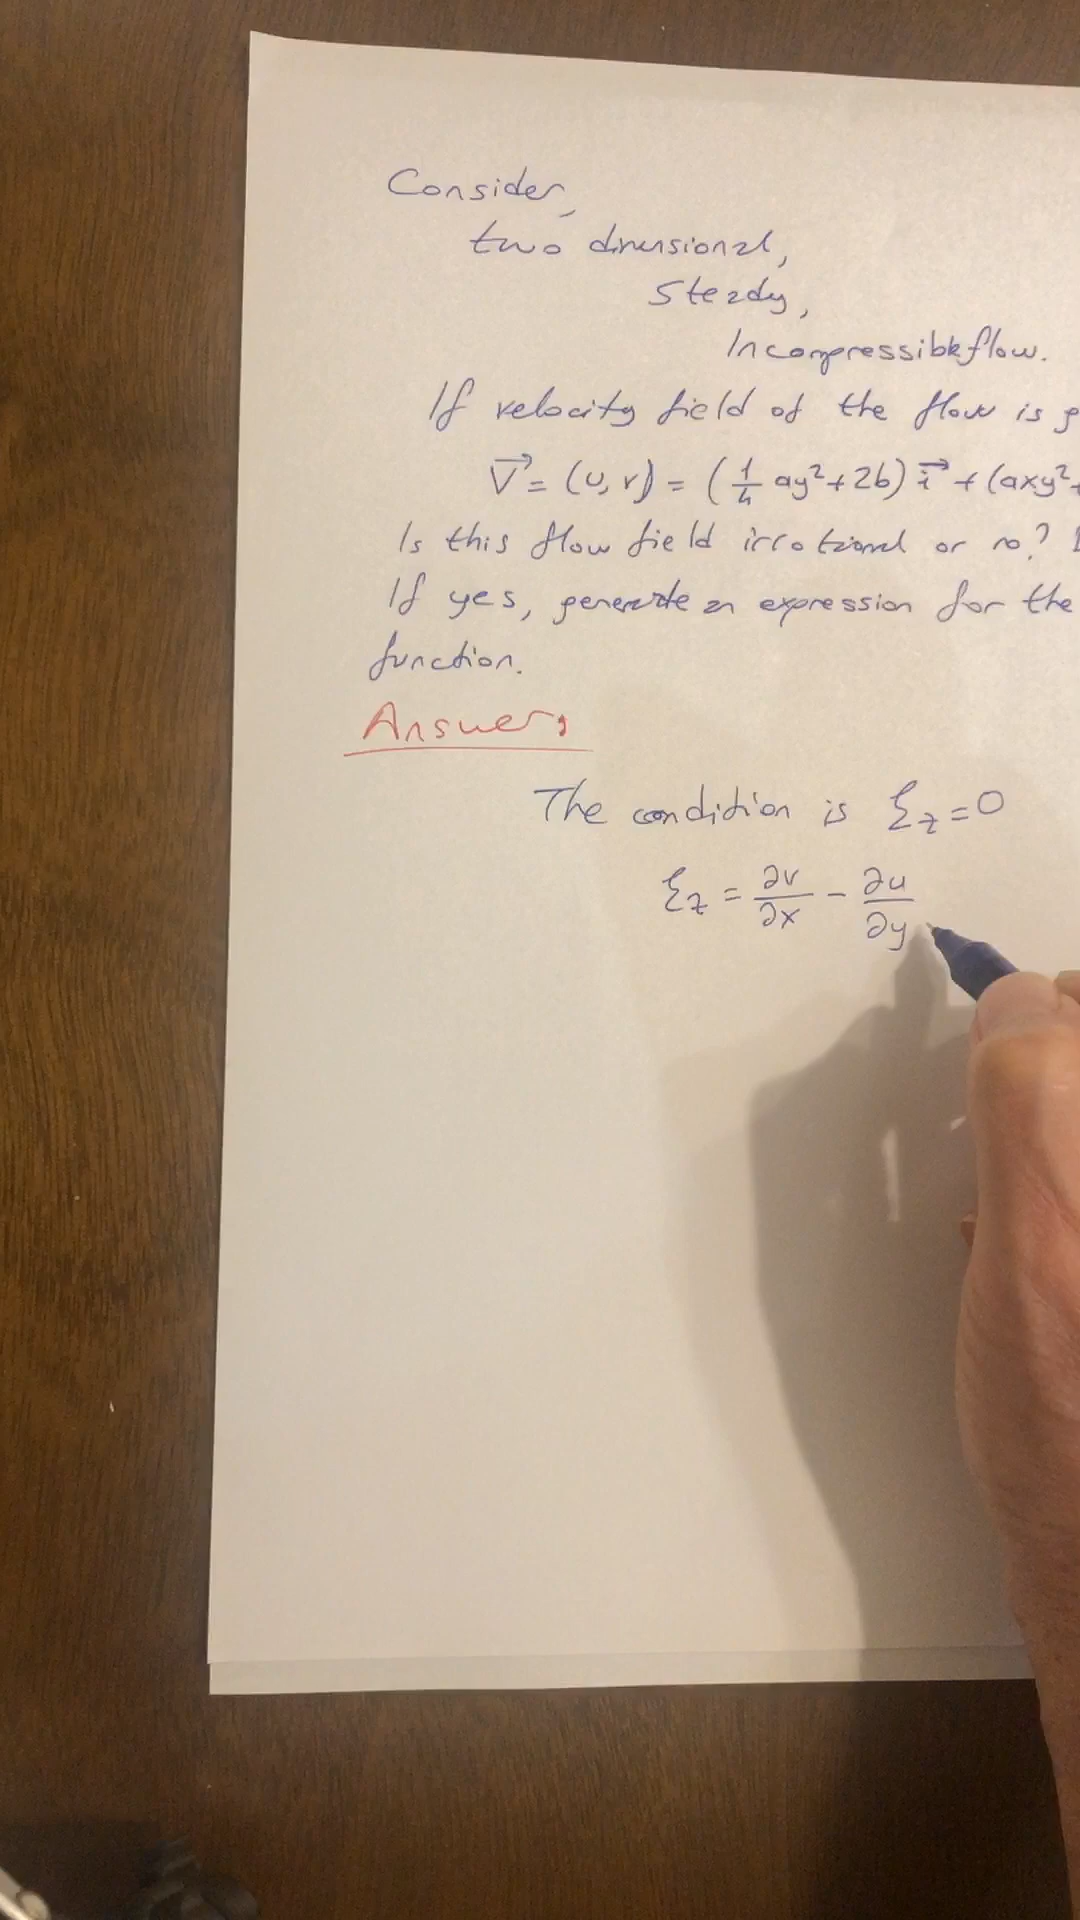 Consider,
two dimensional,
Steady,
Incompressible flow.
If velocity field of the flow is
V⃗ = (u, v) = (1/4 ay²+2b) i⃗ + (axy²+
Is this flow field irrotional or no?
If yes, generate an expression for the
function.
Answer,
The condition is ξz=0
ξz = ∂v/∂x - ∂u/∂y